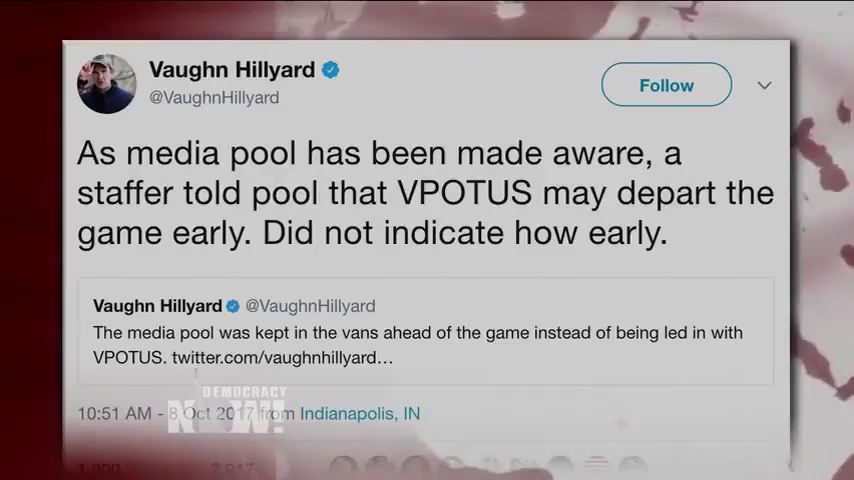 Vaughn Hillyard
@VaughnHillyard
Follow
As media pool has been made aware, a
staffer told pool that VPOTUS may depart the
game early. Did not indicate how early.
Vaughn Hillyard @VaughnHillyard
The media pool was kept in the vans ahead of the game instead of being led in with
VPOTUS. twitter.com/vaughnhillyard…
DEMOCRACY
NOW!
10:51 AM - 8 Oct 2017 from Indianapolis, IN